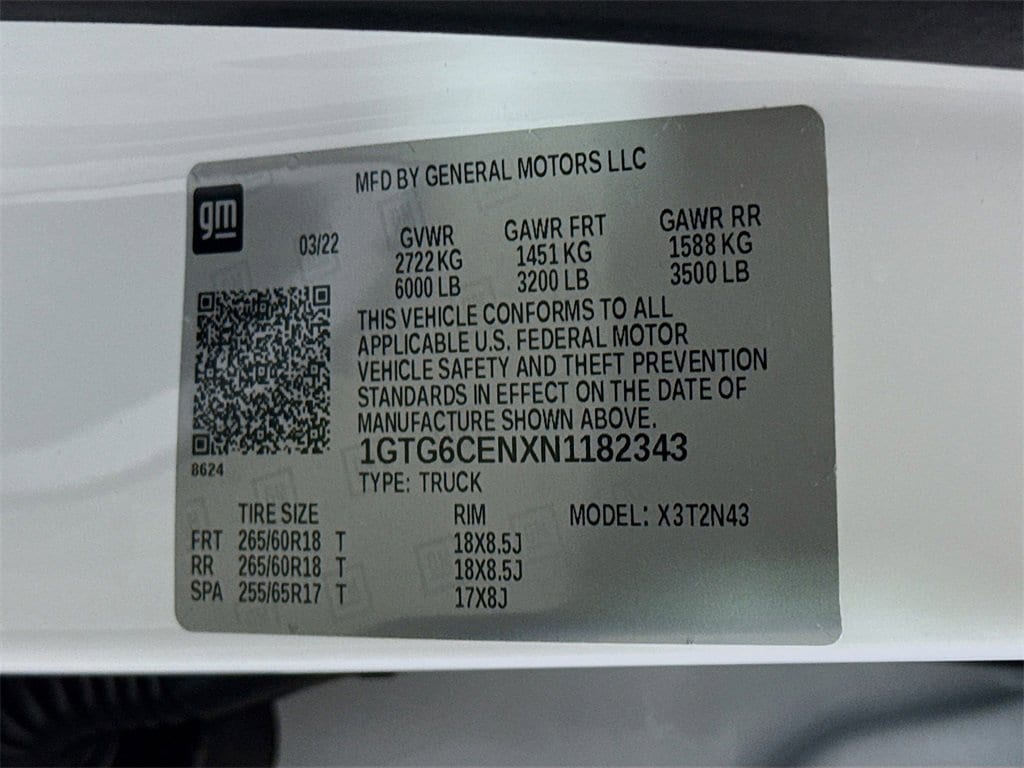 MFD BY GENERAL MOTORS LLC
gm
03/22
GVWR GAWR FRT GAWR RR
2722 KG 1451 KG 1588 KG
6000 LB 3200 LB 3500 LB
THIS VEHICLE CONFORMS TO ALL
APPLICABLE U.S. FEDERAL MOTOR
VEHICLE SAFETY AND THEFT PREVENTION
STANDARDS IN EFFECT ON THE DATE OF
MANUFACTURE SHOWN ABOVE.
1GTG6CENXN1182343
8624
TYPE: TRUCK
TIRE SIZE RIM MODEL: X3T2N43
FRT 265/60R18 T 18X8.5J
RR 265/60R18 T 18X8.5J
SPA 255/65R17 T 17X8J